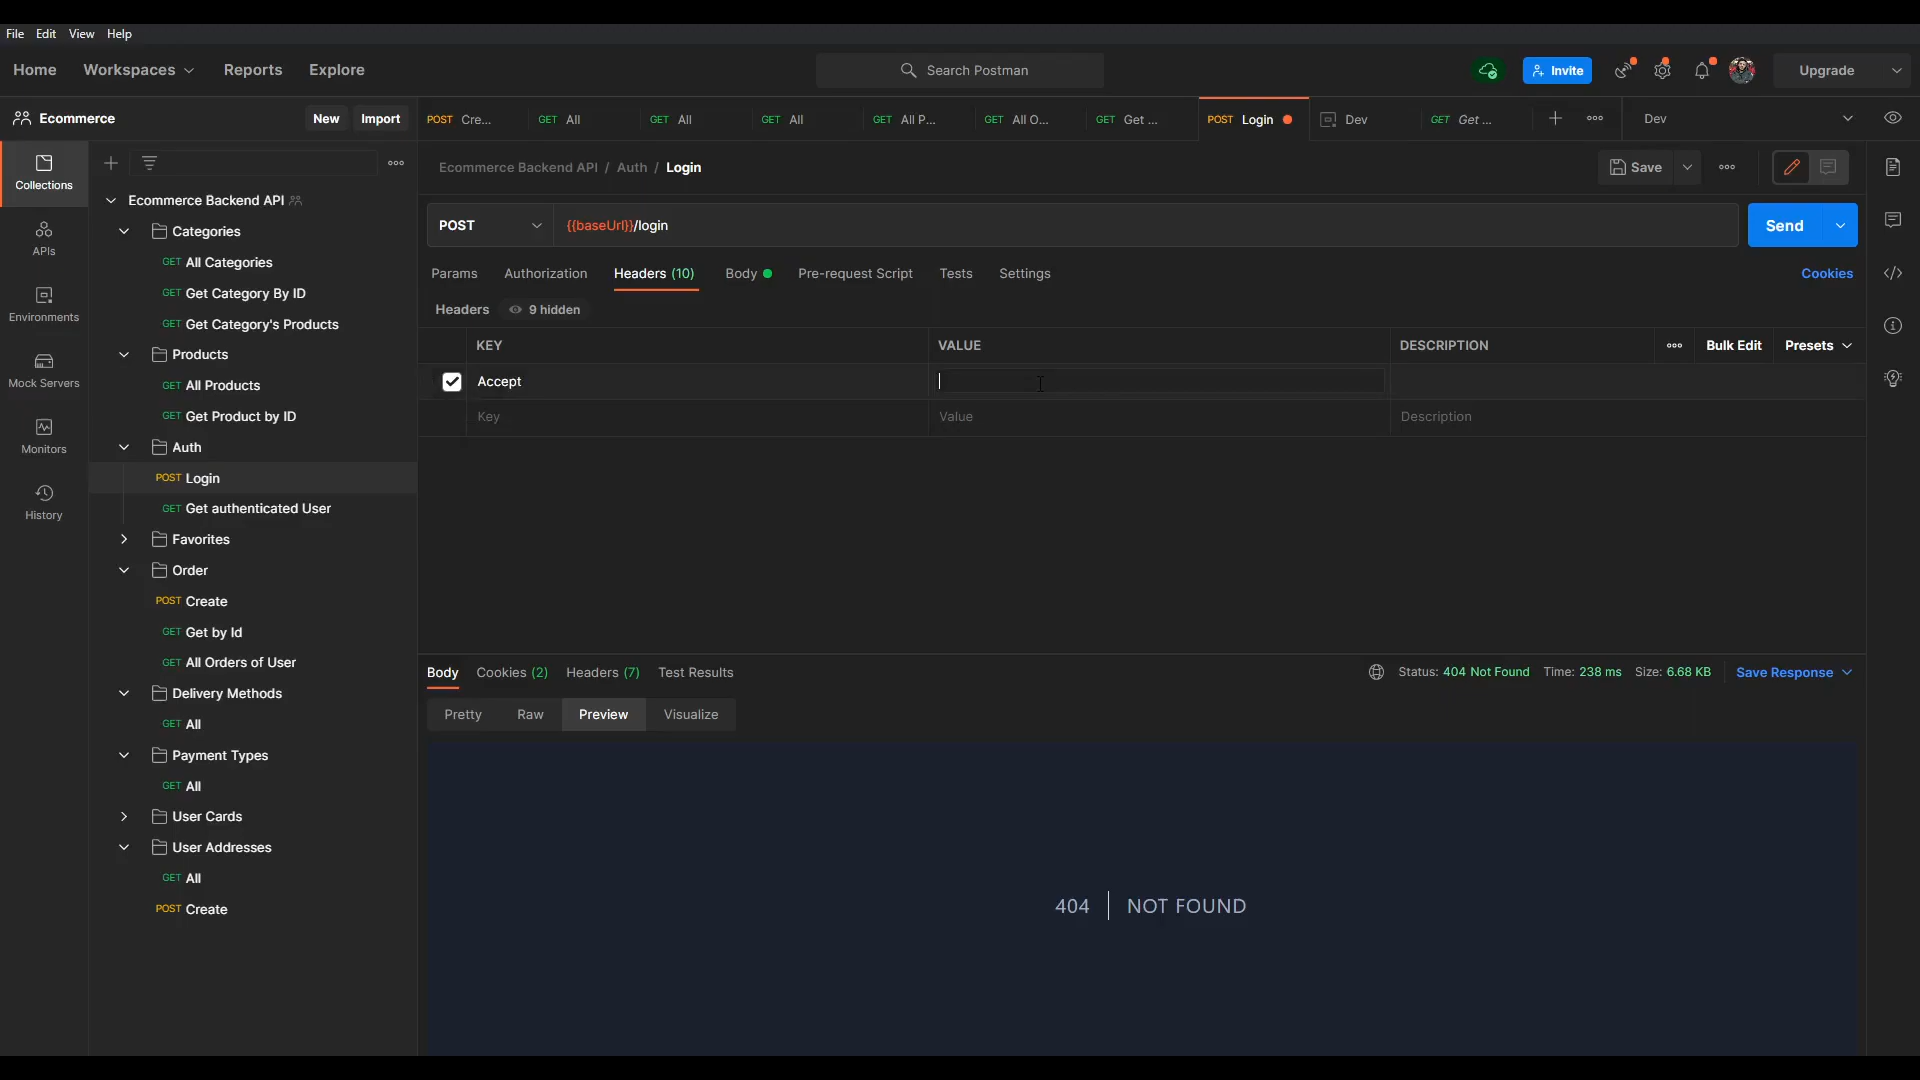 File Edit View Help
Home Workspaces Reports Explore
Search Postman
Invite
Upgrade
Ecommerce
New Import
POST Cre... GET All GET All GET All GET All P... GET All O... GET Get ... POST Login Dev GET Get ...
Dev
Collections
APIs
Environments
Mock Servers
Monitors
History
Ecommerce Backend API
Categories
GET All Categories
GET Get Category By ID
GET Get Category's Products
Products
GET All Products
GET Get Product by ID
Auth
POST Login
GET Get authenticated User
Favorites
Order
POST Create
GET Get by Id
GET All Orders of User
Delivery Methods
GET All
Payment Types
GET All
User Cards
User Addresses
GET All
POST Create
Ecommerce Backend API / Auth / Login
Save
POST {{baseUrl}}/login
Send
Params Authorization Headers (10) Body Pre-request Script Tests Settings
Cookies
Headers 9 hidden
KEY VALUE DESCRIPTION
Bulk Edit Presets
Accept
Key Value Description
Body Cookies (2) Headers (7) Test Results
Status: 404 Not Found Time: 238 ms Size: 6.68 KB
Save Response
Pretty Raw Preview Visualize
404 NOT FOUND